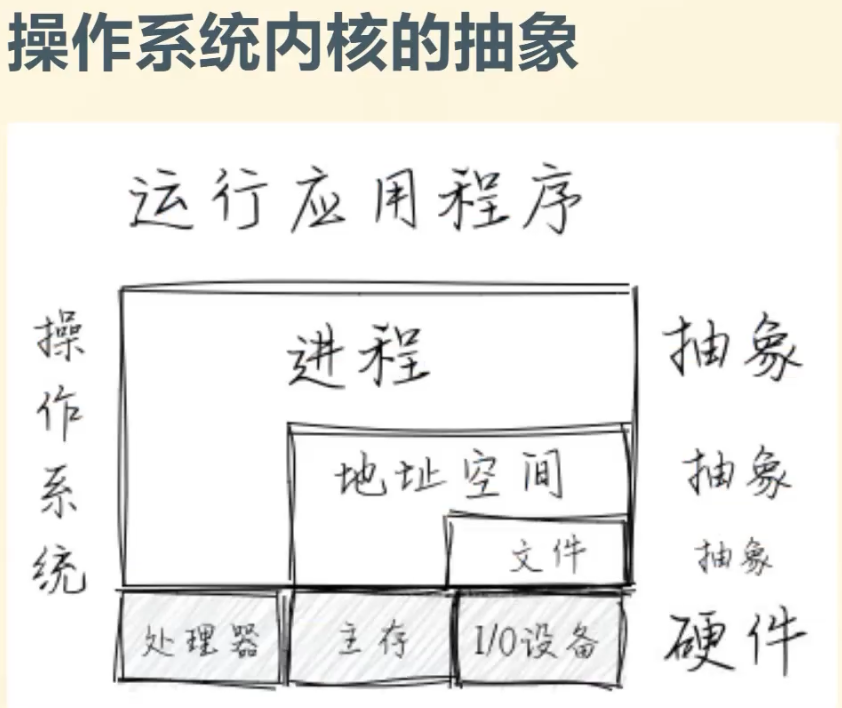 操作系统内核的抽象
运行应用程序
操作系统
进程
抽象
地址空间
抽象
文件
抽象
处理器
主存
I/O设备
硬件